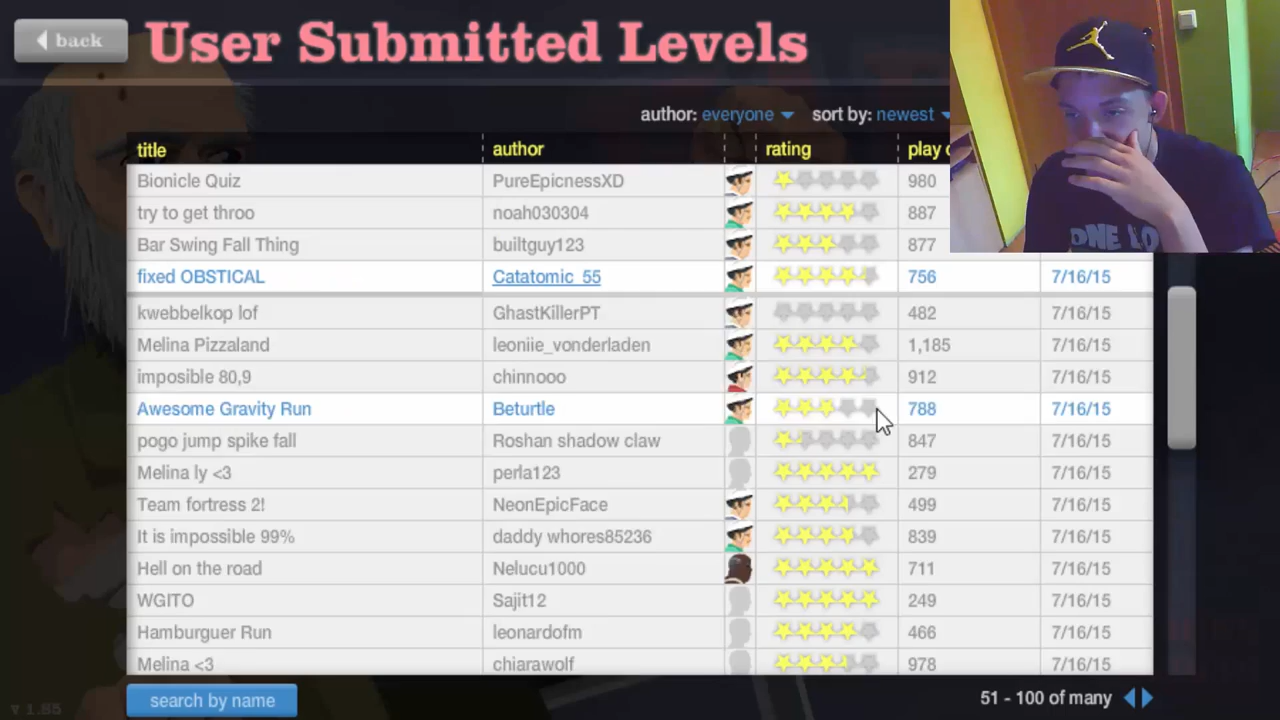 back
User Submitted Levels
author: everyone sort by: newest
title author rating play
Bionicle Quiz PureEpicnessXD 980
try to get throo noah030304 887
Bar Swing Fall Thing builtguy123 877
fixed OBSTICAL Catatomic_55 756 7/16/15
kwebbelkop lof GhastKillerPT 482 7/16/15
Melina Pizzaland leoniie_vonderladen 1,185 7/16/15
imposible 80,9 chinnooo 912 7/16/15
Awesome Gravity Run Beturtle 788 7/16/15
pogo jump spike fall Roshan shadow claw 847 7/16/15
Melina ly <3 perla123 279 7/16/15
Team fortress 2! NeonEpicFace 499 7/16/15
It is impossible 99% daddy whores85236 839 7/16/15
Hell on the road Nelucu1000 711 7/16/15
WGITO Sajit12 249 7/16/15
Hamburguer Run leonardofm 466 7/16/15
Melina <3 chiarawolf 978 7/16/15
search by name 51 - 100 of many
v 1.85
ONE LO